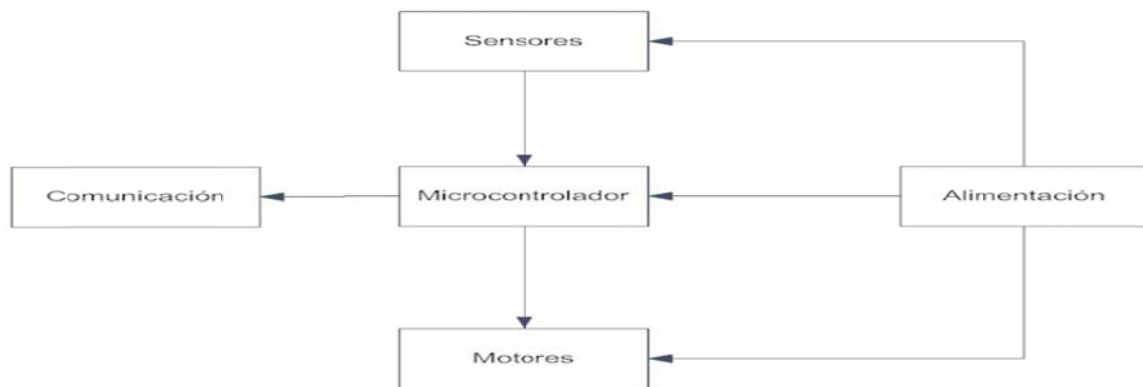 Sensores
Comunicación
Microcontrolador
Alimentación
Motores